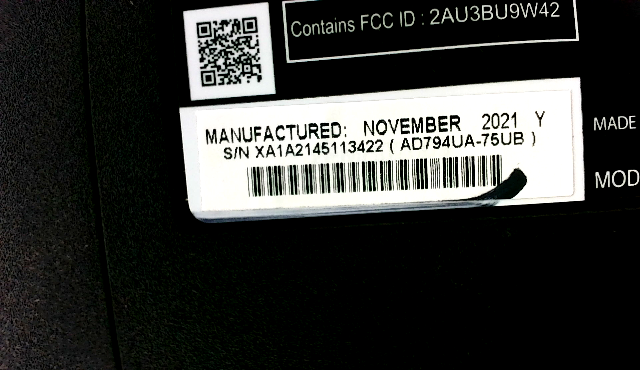 Contains FCC ID : 2AU3BU9W42
MANUFACTURED: NOVEMBER 2021 Y
S/N XA1A2145113422 ( AD794UA-75UB )
MADE
MOD